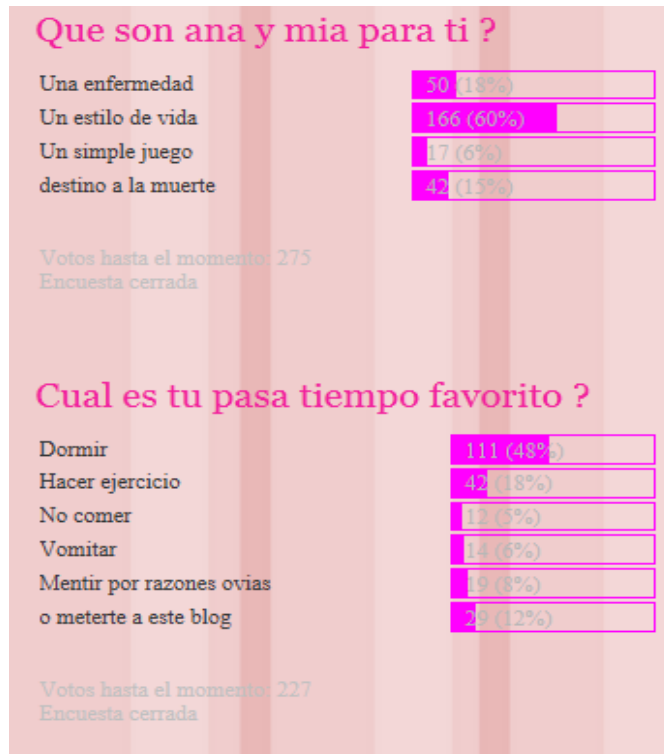 Que son ana y mia para ti ?
Una enfermedad 50 (18%)
Un estilo de vida 166 (60%)
Un simple juego 17 (6%)
destino a la muerte 42 (15%)
Votos hasta el momento: 275
Encuesta cerrada
Cual es tu pasa tiempo favorito ?
Dormir 111 (48%)
Hacer ejercicio 42 (18%)
No comer 12 (5%)
Vomitar 14 (6%)
Mentir por razones ovias 19 (8%)
o meterte a este blog 29 (12%)
Votos hasta el momento: 227
Encuesta cerrada